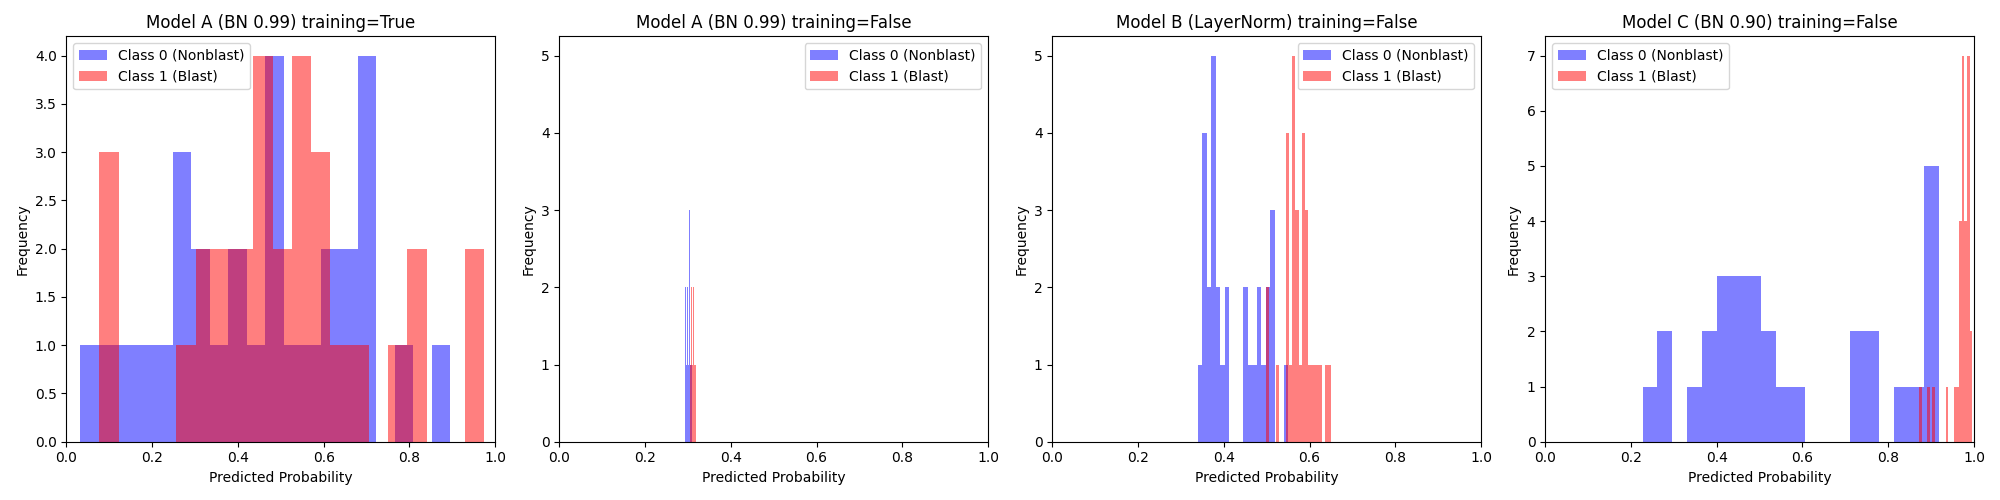 Model A (BN 0.99) training=True
Class 0 (Nonblast)
Class 1 (Blast)
Frequency
4.0
3.5
3.0
2.5
2.0
1.5
1.0
0.5
0.0
0.0 0.2 0.4 0.6 0.8 1.0
Predicted Probability
Model A (BN 0.99) training=False
Class 0 (Nonblast)
Class 1 (Blast)
Frequency
5
4
3
2
1
0
0.0 0.2 0.4 0.6 0.8 1.0
Predicted Probability
Model B (LayerNorm) training=False
Class 0 (Nonblast)
Class 1 (Blast)
Frequency
5
4
3
2
1
0
0.0 0.2 0.4 0.6 0.8 1.0
Predicted Probability
Model C (BN 0.90) training=False
Class 0 (Nonblast)
Class 1 (Blast)
Frequency
7
6
5
4
3
2
1
0
0.0 0.2 0.4 0.6 0.8 1.0
Predicted Probability